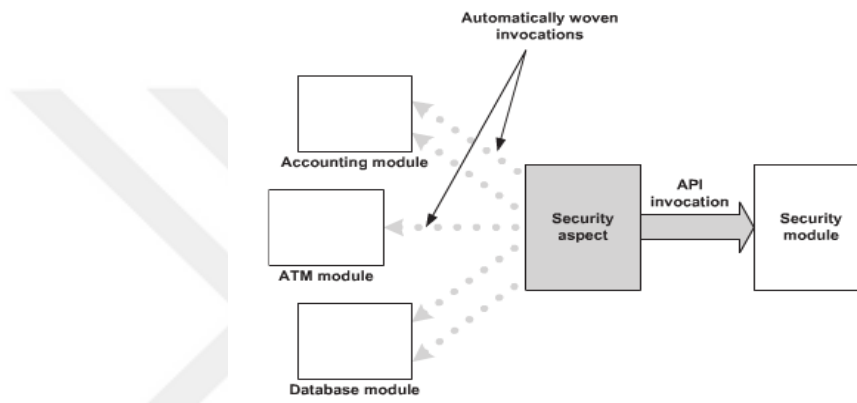 Automatically woven
invocations
Accounting module
ATM module
Database module
Security
aspect
API
invocation
Security
module